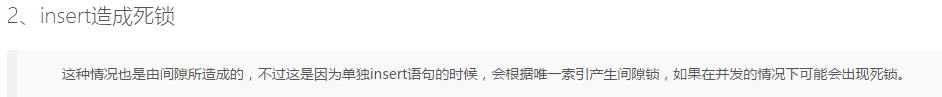 2、insert造成死锁
这种情况也是由间隙所造成的，不过这是因为单独insert语句的时候，会根据唯一索引产生间隙锁，如果在并发的情况下可能会出现死锁。